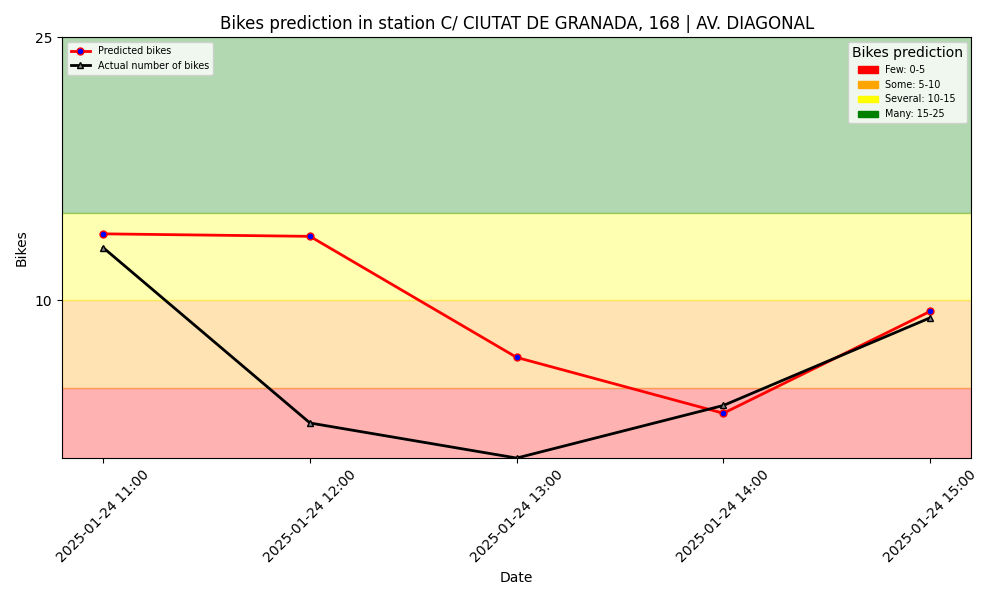 Bikes prediction in station C/ CIUTAT DE GRANADA, 168 | AV. DIAGONAL
25
Predicted bikes
Actual number of bikes
Bikes prediction
Few: 0-5
Some: 5-10
Several: 10-15
Many: 15-25
Bikes
10
2025-01-24 11:00
2025-01-24 12:00
2025-01-24 13:00
2025-01-24 14:00
2025-01-24 15:00
Date